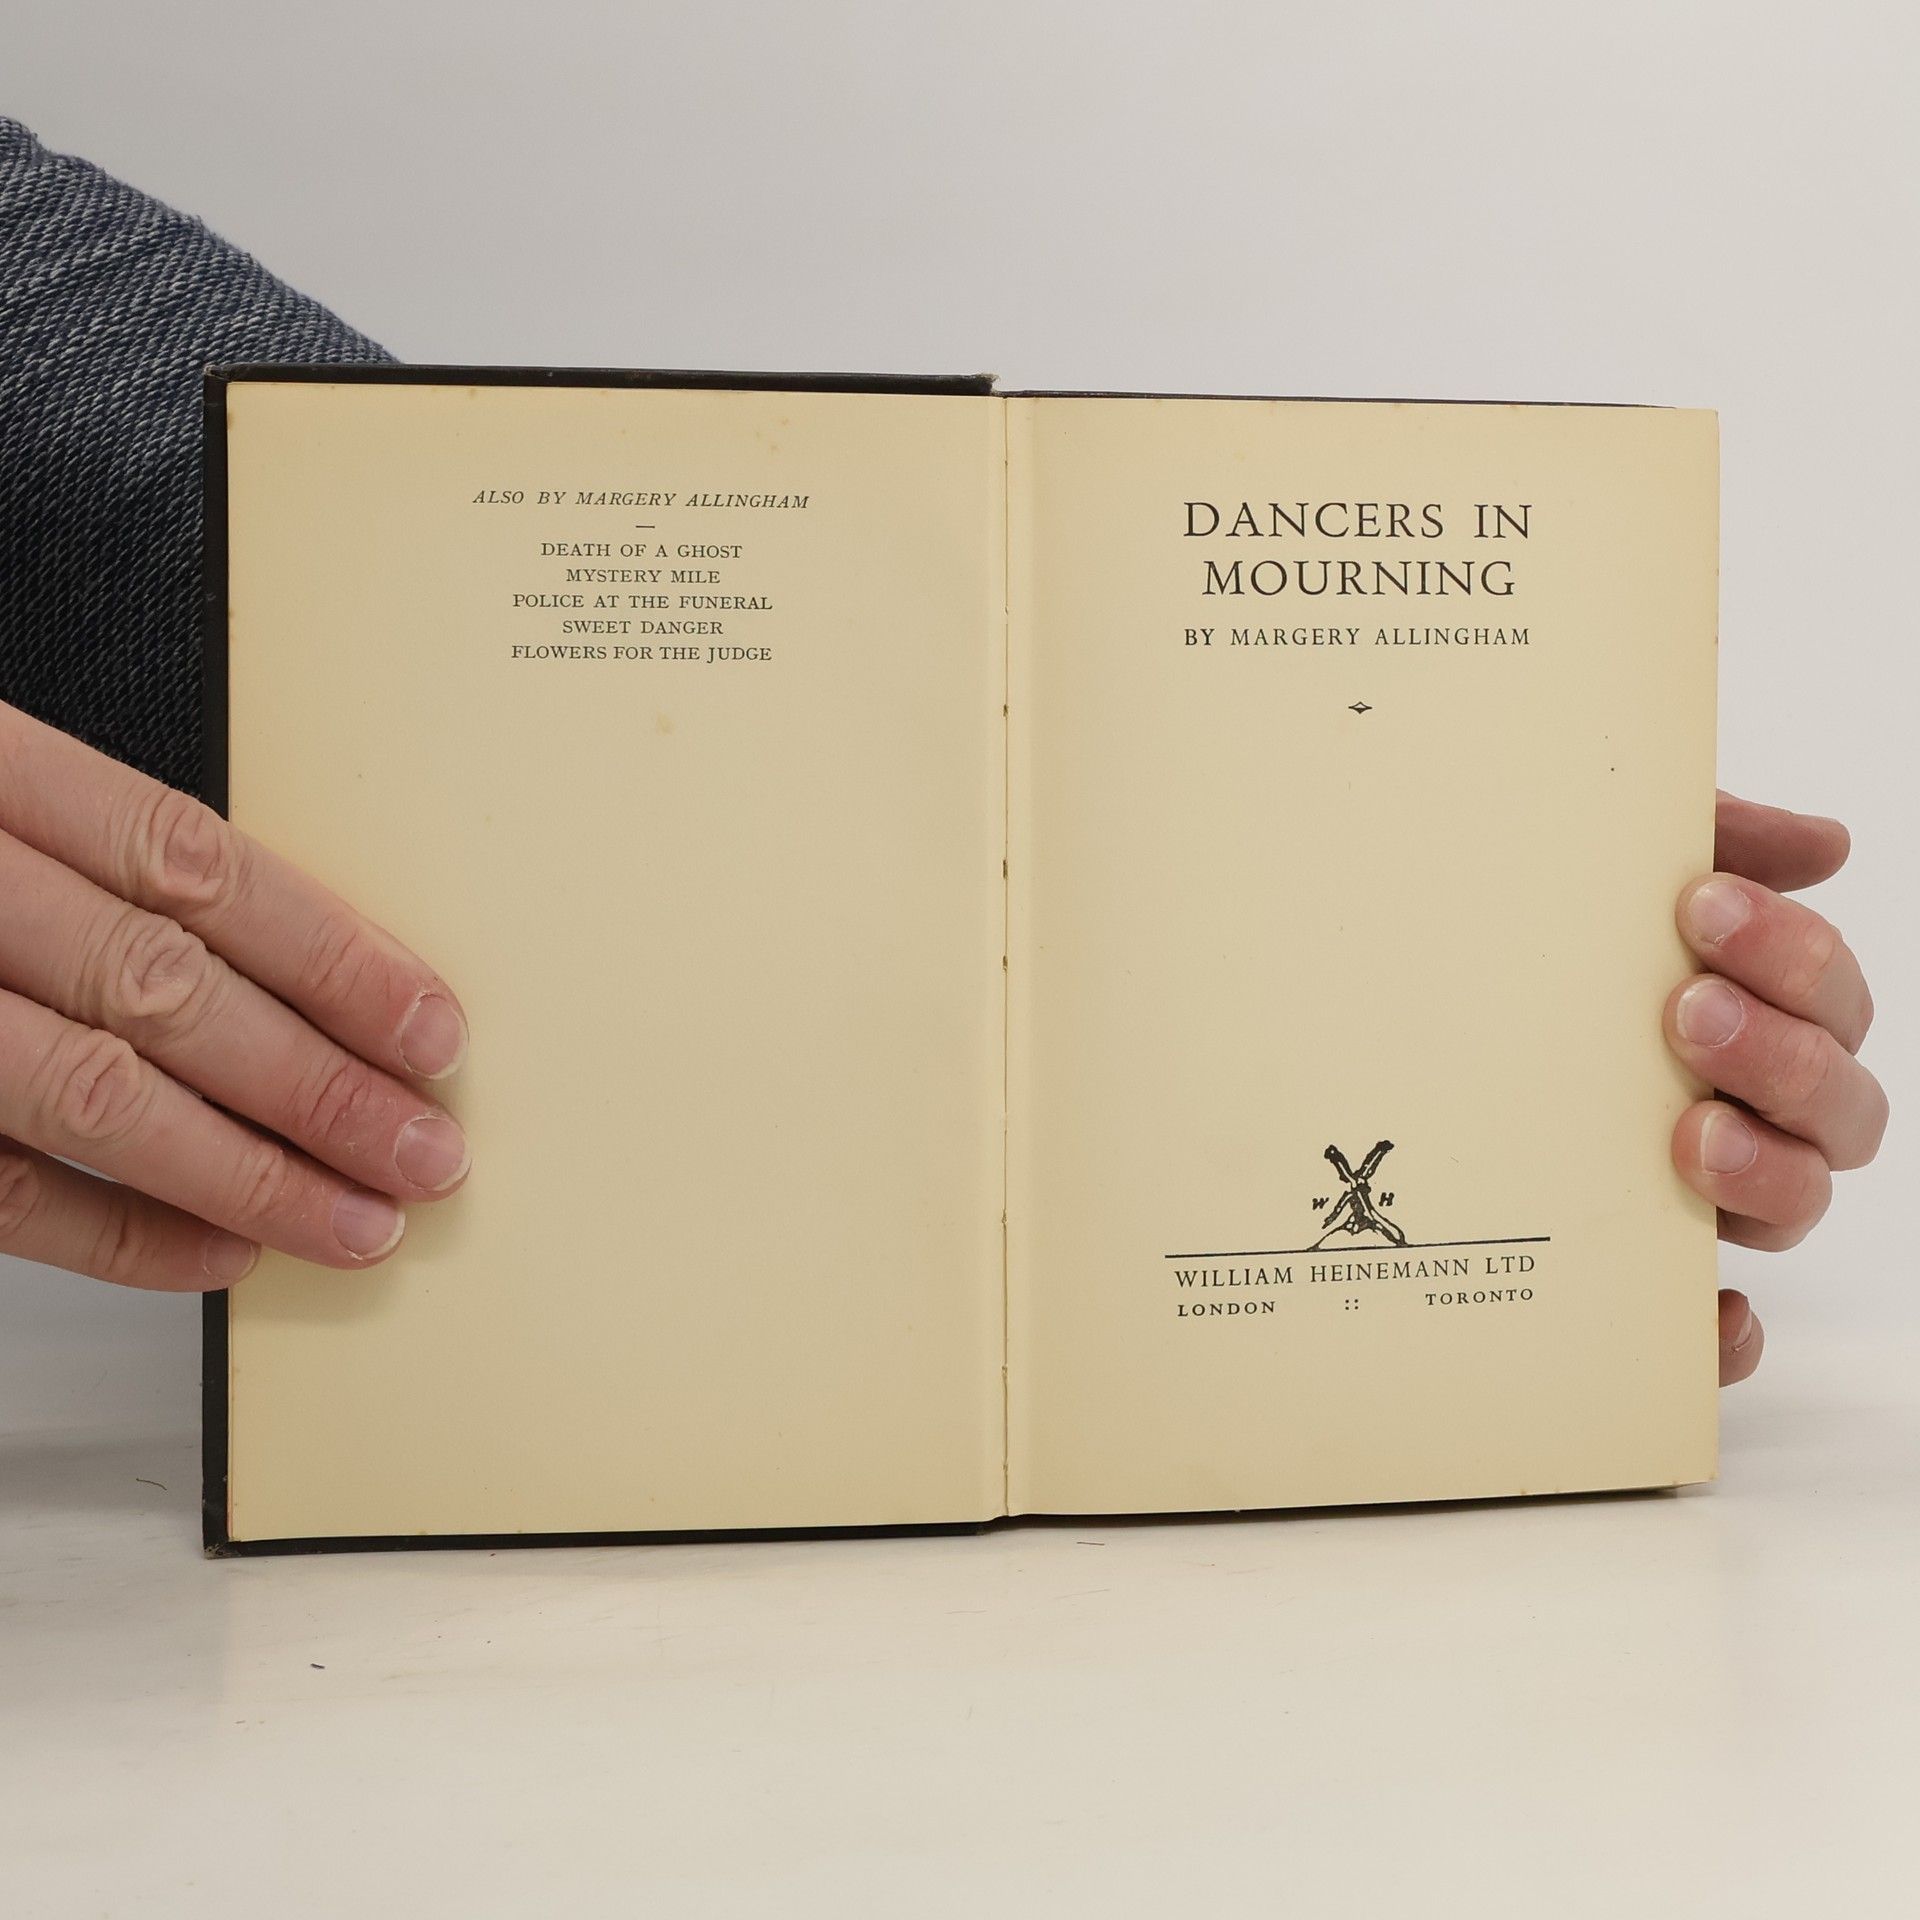 ALSO BY MARGERY ALLINGHAM
—
DEATH OF A GHOST
MYSTERY MILE
POLICE AT THE FUNERAL
SWEET DANGER
FLOWERS FOR THE JUDGE
DANCERS IN
MOURNING
BY MARGERY ALLINGHAM
W H
WILLIAM HEINEMANN LTD
LONDON :: TORONTO